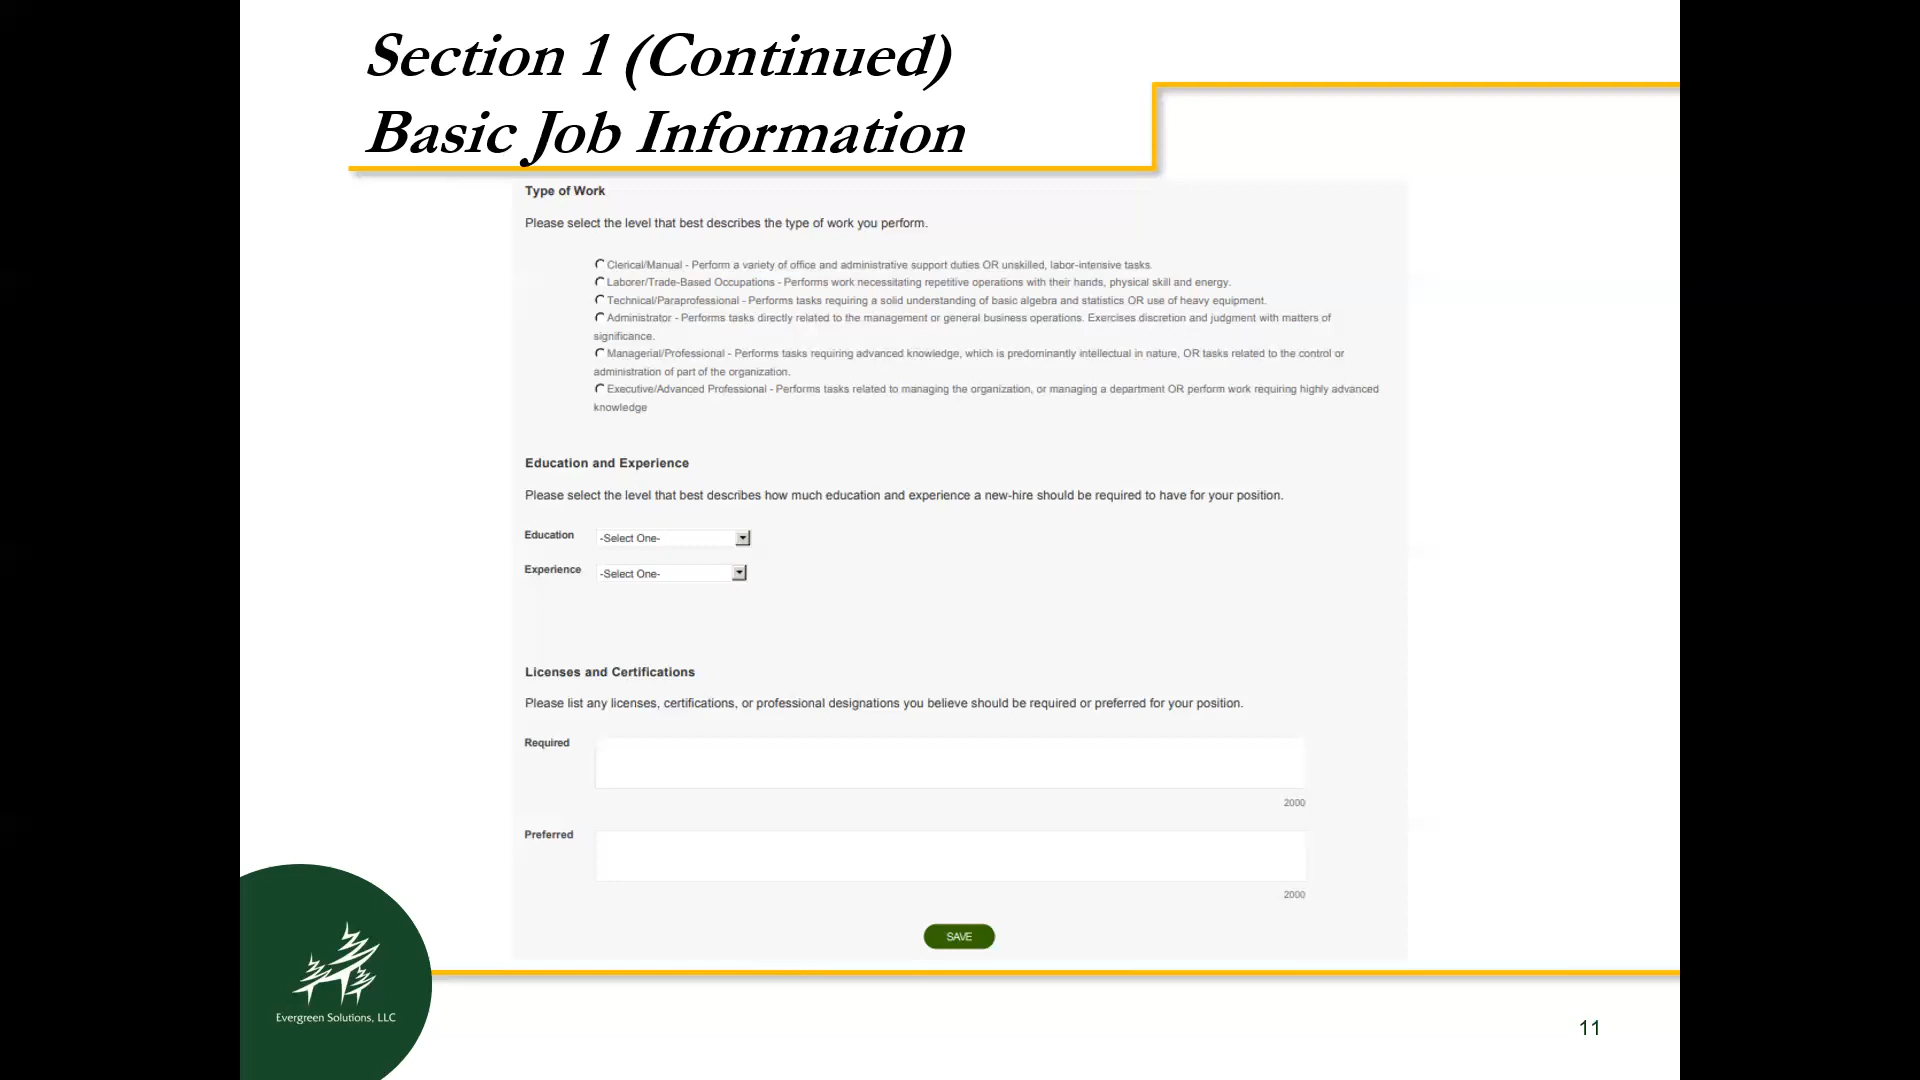 Section 1 (Continued)
Basic Job Information
Type of Work
Please select the level that best describes the type of work you perform.
Clerical/Manual - Perform a variety of office and administrative support duties OR unskilled, labor-intensive tasks.
Laborer/Trade-Based Occupations - Performs work necessitating repetitive operations with their hands, physical skill and energy.
Technical/Paraprofessional - Performs tasks requiring a solid understanding of basic algebra and statistics OR use of heavy equipment.
Administrator - Performs tasks directly related to the management or general business operations. Exercises discretion and judgment with matters of
significance.
Managerial/Professional - Performs tasks requiring advanced knowledge, which is predominantly intellectual in nature, OR tasks related to the control or
administration of part of the organization.
Executive/Advanced Professional - Performs tasks related to managing the organization, or managing a department OR perform work requiring highly advanced
knowledge
Education and Experience
Please select the level that best describes how much education and experience a new-hire should be required to have for your position.
Education -Select One-
Experience -Select One-
Licenses and Certifications
Please list any licenses, certifications, or professional designations you believe should be required or preferred for your position.
Required
2000
Preferred
2000
SAVE
Evergreen Solutions, LLC
11